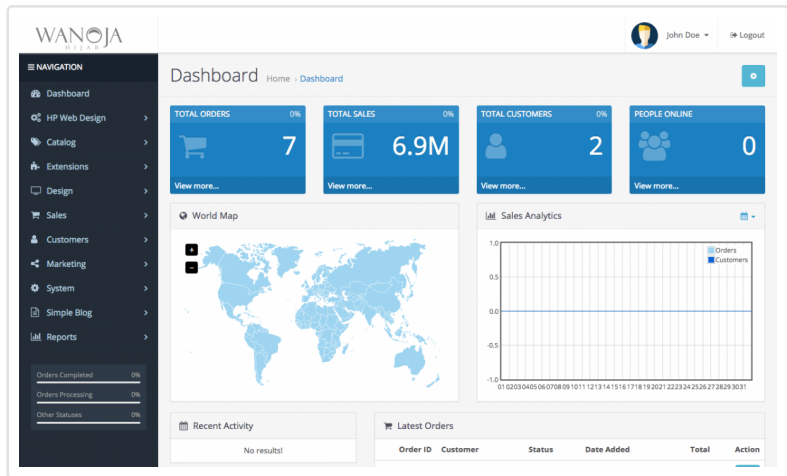 WANOJA
HIJAB
John Doe
Logout
NAVIGATION
Dashboard
HP Web Design
Catalog
Extensions
Design
Sales
Customers
Marketing
System
Simple Blog
Reports
Orders Completed 0%
Orders Processing 0%
Other Statuses 0%
Dashboard Home › Dashboard
TOTAL ORDERS 0%
7
View more...
TOTAL SALES 0%
6.9M
View more...
TOTAL CUSTOMERS 0%
2
View more...
PEOPLE ONLINE
0
View more...
World Map
+
−
Sales Analytics
Orders
Customers
1.0
0.5
0.0
-0.5
-1.0
01 02 03 04 05 06 07 08 09 10 11 12 13 14 15 16 17 18 19 20 21 22 23 24 25 26 27 28 29 30 31
Recent Activity
No results!
Latest Orders
Order ID Customer Status Date Added Total Action